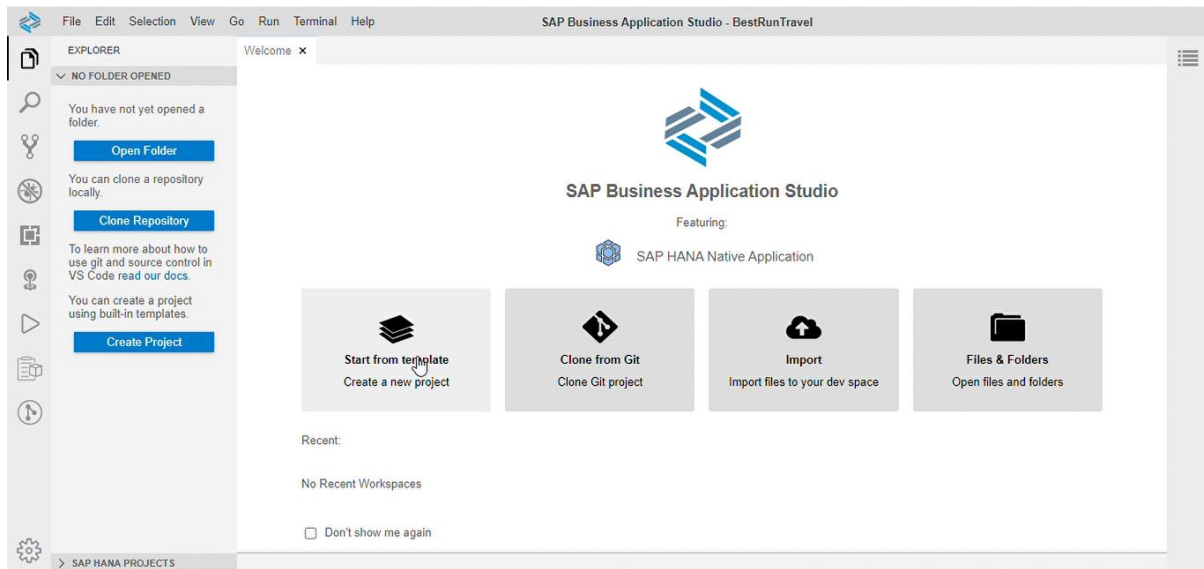 File Edit Selection View Go Run Terminal Help
SAP Business Application Studio - BestRunTravel
EXPLORER
NO FOLDER OPENED
You have not yet opened a
folder.
Open Folder
You can clone a repository
locally.
Clone Repository
To learn more about how to
use git and source control in
VS Code read our docs.
You can create a project
using built-in templates.
Create Project
SAP HANA PROJECTS
Welcome
SAP Business Application Studio
Featuring:
SAP HANA Native Application
Start from template
Create a new project
Clone from Git
Clone Git project
Import
Import files to your dev space
Files & Folders
Open files and folders
Recent:
No Recent Workspaces
Don't show me again